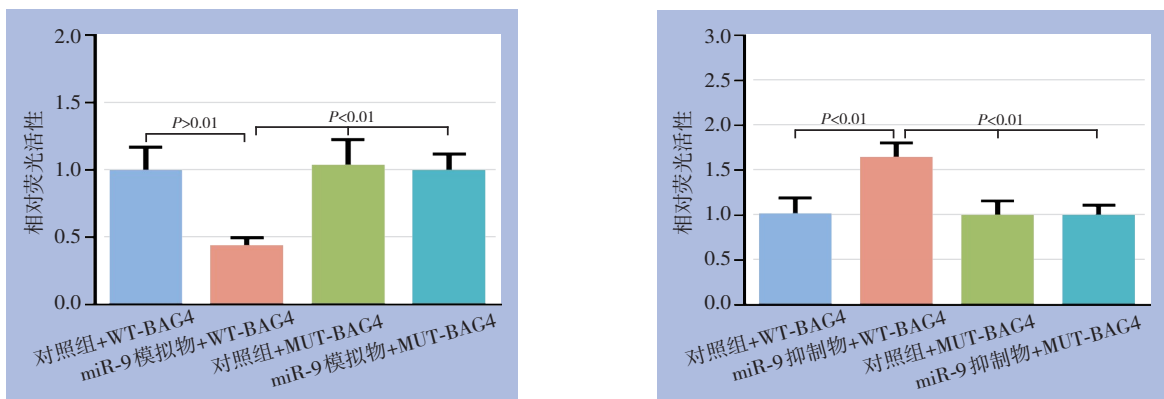 2.0
1.5
1.0
0.5
0.0
相对荧光活性
P>0.01
P<0.01
对照组+WT-BAG4
miR-9模拟物+WT-BAG4
对照组+MUT-BAG4
miR-9模拟物+MUT-BAG4
3.0
2.5
2.0
1.5
1.0
0.5
0.0
相对荧光活性
P<0.01
P<0.01
对照组+WT-BAG4
miR-9抑制物+WT-BAG4
对照组+MUT-BAG4
miR-9抑制物+MUT-BAG4